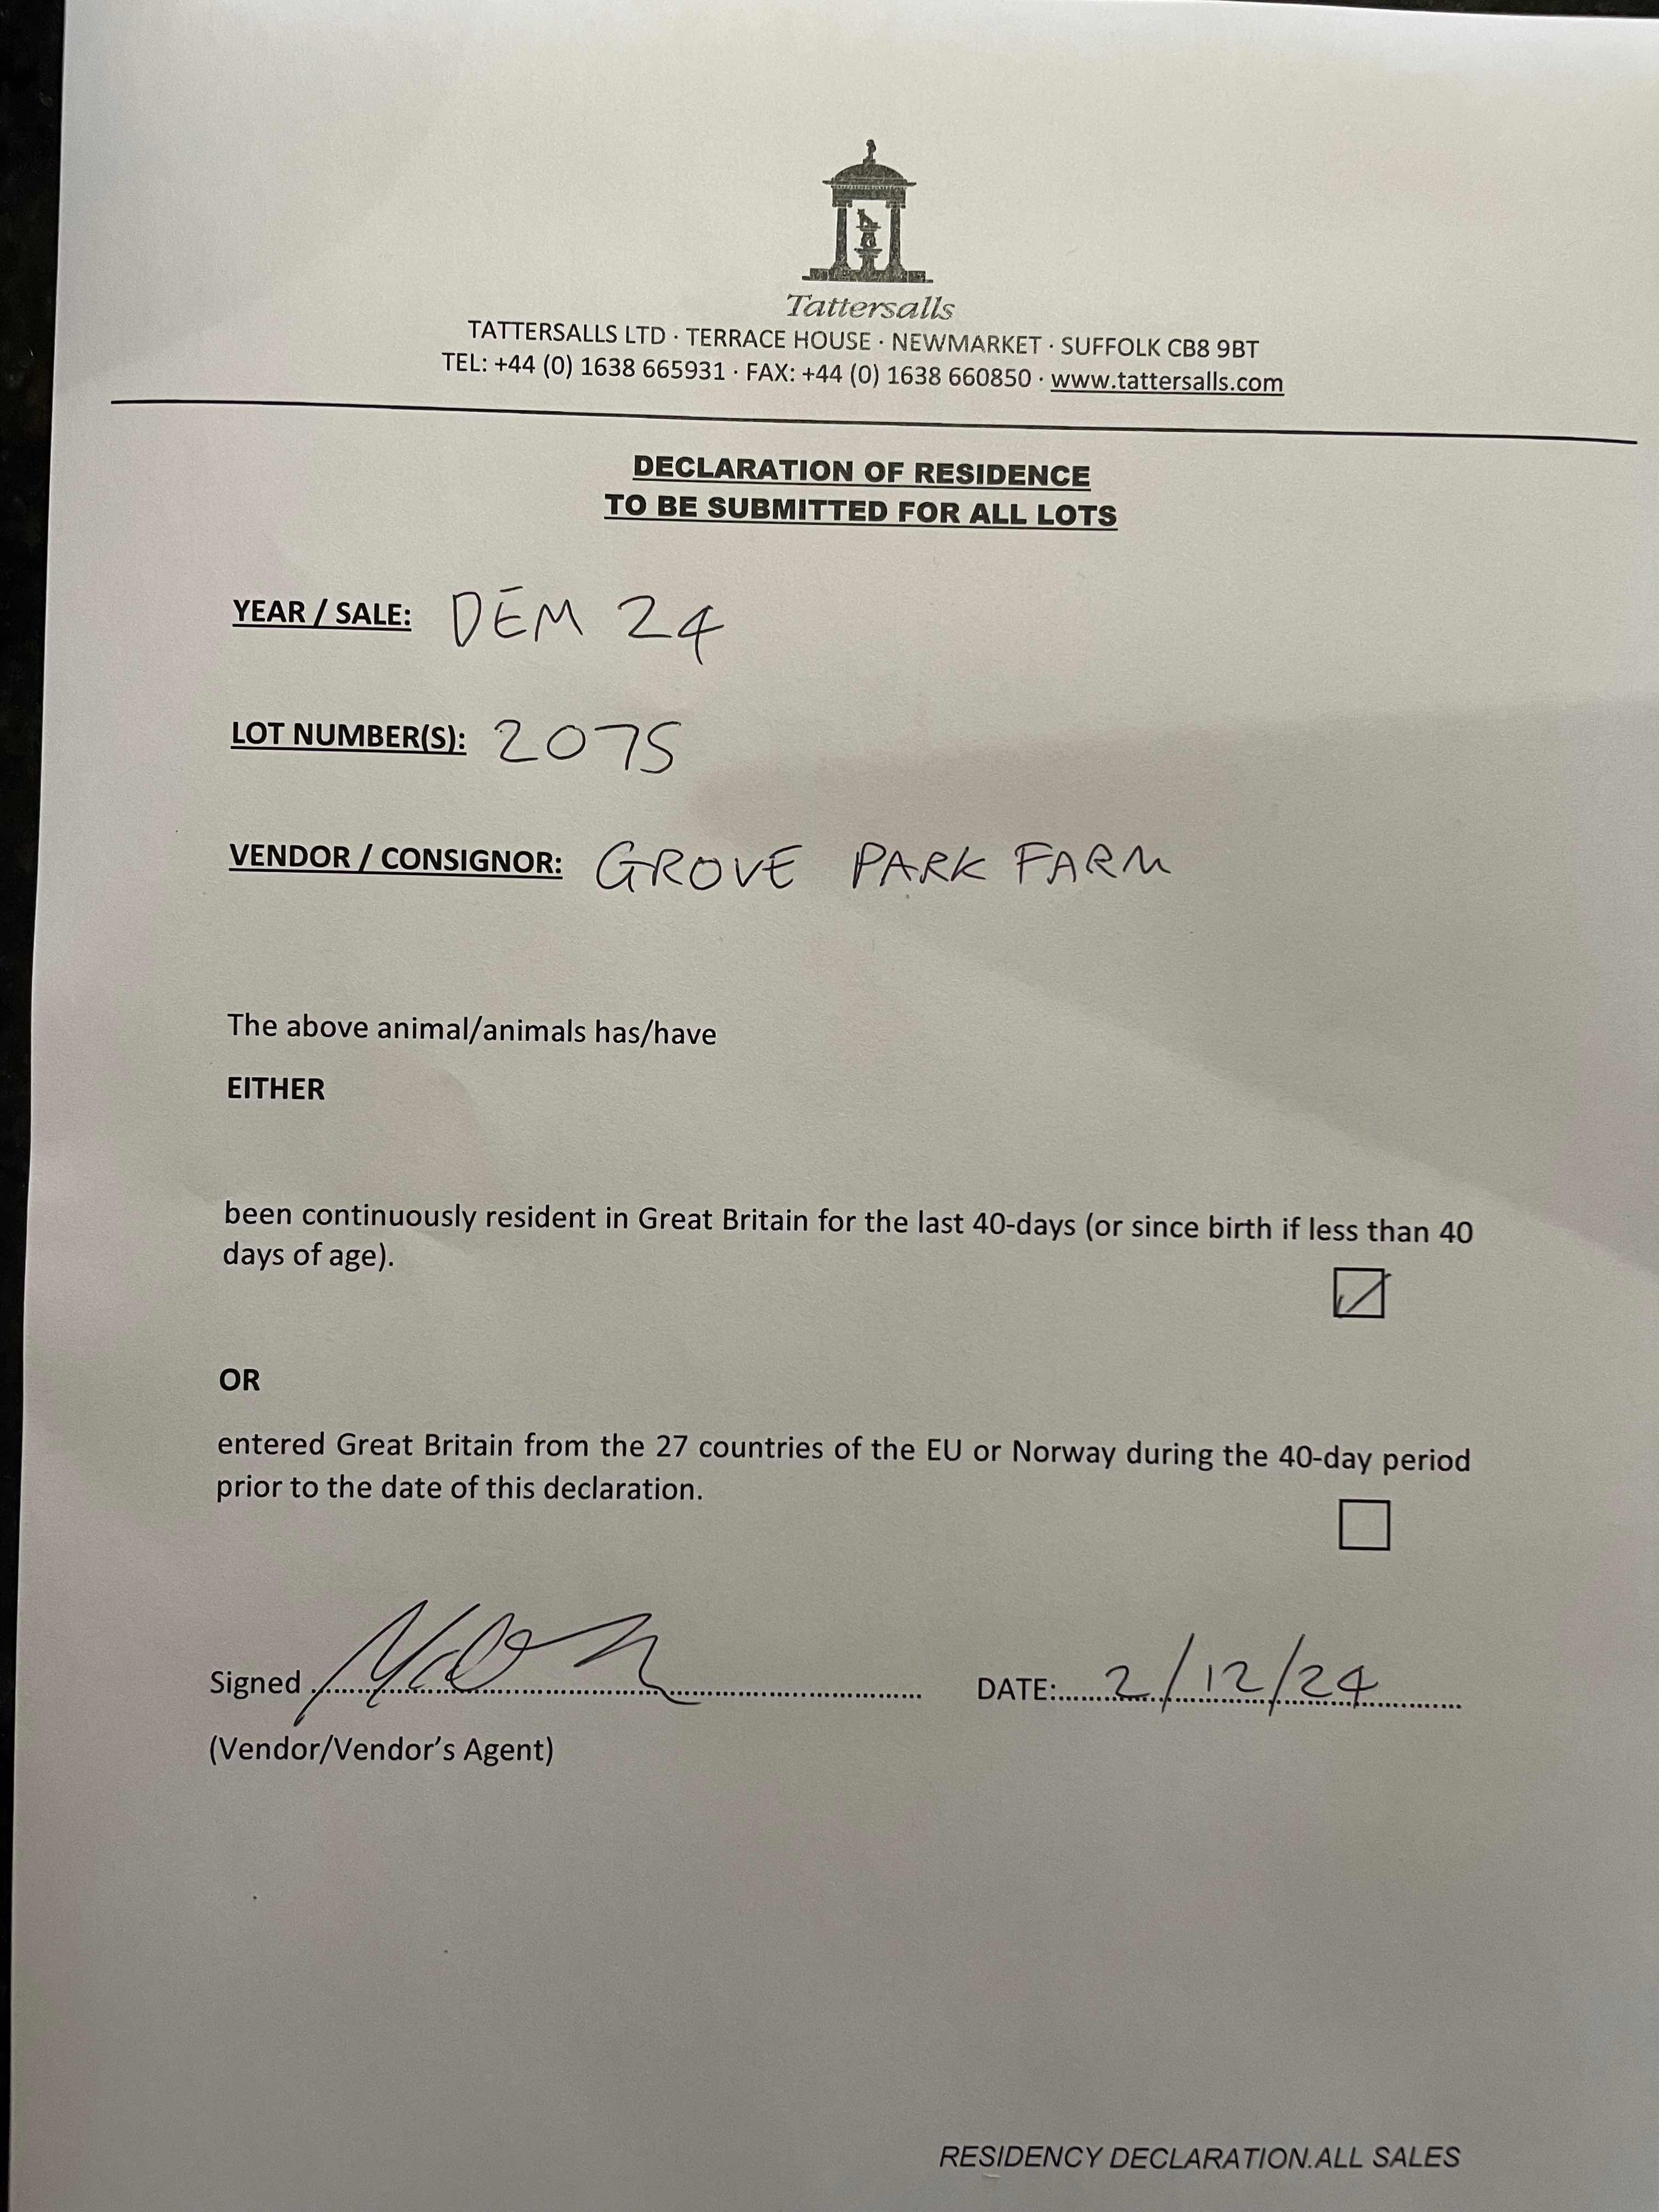 Tattersalls
TATTERSALLS LTD · TERRACE HOUSE · NEWMARKET · SUFFOLK CB8 9BT
TEL: +44 (0) 1638 665931 · FAX: +44 (0) 1638 660850 · www.tattersalls.com
DECLARATION OF RESIDENCE
TO BE SUBMITTED FOR ALL LOTS
YEAR / SALE: DEM 24
LOT NUMBER(S): 2075
VENDOR / CONSIGNOR: GROVE PARK FARM
The above animal/animals has/have
EITHER
been continuously resident in Great Britain for the last 40-days (or since birth if less than 40
days of age).
OR
entered Great Britain from the 27 countries of the EU or Norway during the 40-day period
prior to the date of this declaration.
Signed DATE: 2/12/24
(Vendor/Vendor's Agent)
RESIDENCY DECLARATION.ALL SALES